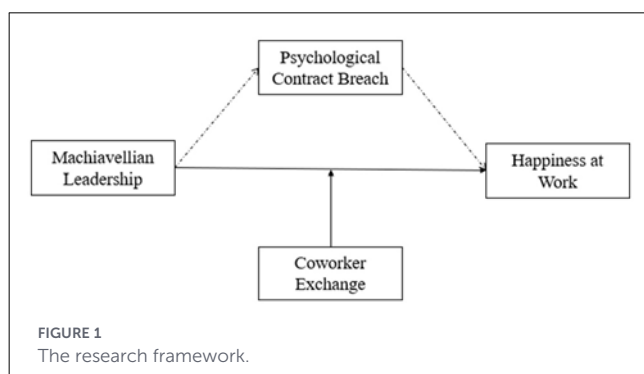 Psychological
Contract Breach
Machiavellian
Leadership
Happiness at
Work
Coworker
Exchange
FIGURE 1
The research framework.